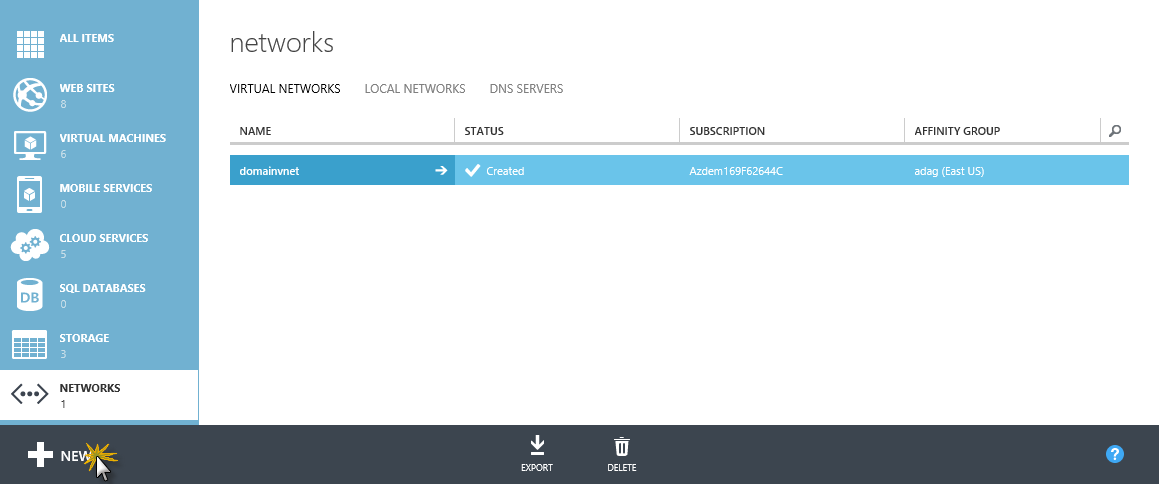 ALL ITEMS
WEB SITES
8
VIRTUAL MACHINES
6
MOBILE SERVICES
0
CLOUD SERVICES
5
DB
SQL DATABASES
0
STORAGE
3
NETWORKS
1
networks
VIRTUAL NETWORKS LOCAL NETWORKS DNS SERVERS
NAME STATUS SUBSCRIPTION AFFINITY GROUP
domainvnet Created Azdem169F62644C adag (East US)
NEW
EXPORT
DELETE
?